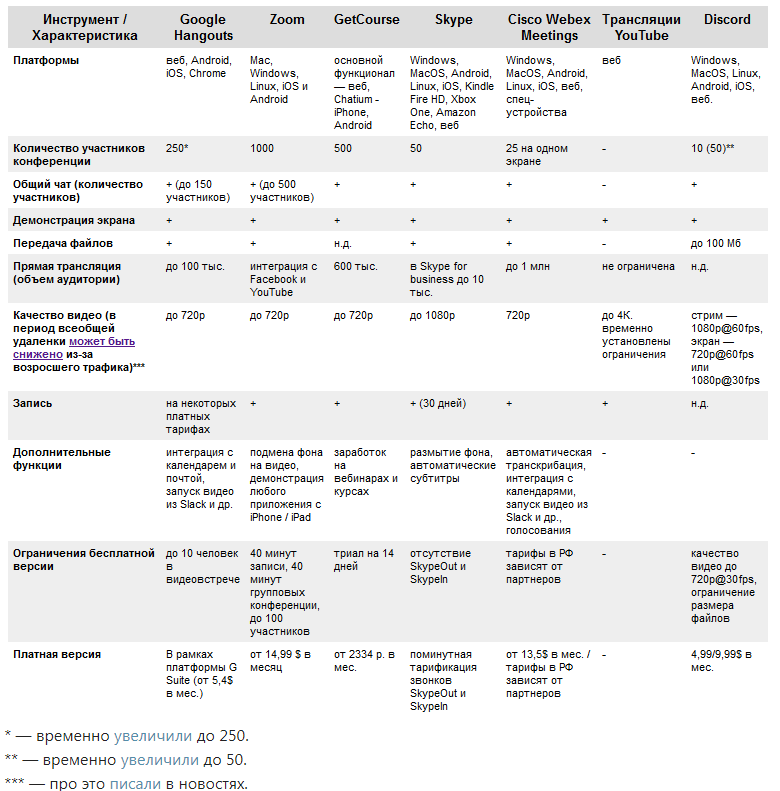 Инструмент / Характеристика | Google Hangouts | Zoom | GetCourse | Skype | Cisco Webex Meetings | Трансляции YouTube | Discord
Платформы | веб, Android, iOS, Chrome | Mac, Windows, Linux, iOS и Android | основной функционал — веб, Chatium - iPhone, Android | Windows, MacOS, Android, Linux, iOS, Kindle Fire HD, Xbox One, Amazon Echo, веб | Windows, MacOS, Android, Linux, iOS, веб, спец-устройства | веб | Windows, MacOS, Linux, Android, iOS, веб.
Количество участников конференции | 250* | 1000 | 500 | 50 | 25 на одном экране | - | 10 (50)**
Общий чат (количество участников) | + (до 150 участников) | + (до 500 участников) | + | + | + | - | +
Демонстрация экрана | + | + | + | + | + | + | +
Передача файлов | + | + | н.д. | + | + | - | до 100 Мб
Прямая трансляция (объем аудитории) | до 100 тыс. | интеграция с Facebook и YouTube | 600 тыс. | в Skype for business до 10 тыс. | до 1 млн | не ограничена | н.д.
Качество видео (в период всеобщей удаленки может быть снижено из-за возросшего трафика)*** | до 720p | до 720p | до 720p | до 1080p | 720p | до 4К. временно установлены ограничения | стрим — 1080p@60fps, экран — 720p@60fps или 1080p@30fps
Запись | на некоторых платных тарифах | + | + | + (30 дней) | + | + | н.д.
Дополнительные функции | интеграция с календарем и почтой, запуск видео из Slack и др. | подмена фона на видео, демонстрация любого приложения с iPhone / iPad | заработок на вебинарах и курсах | размытие фона, автоматические субтитры | автоматическая транскрибация, интеграция с календарями, запуск видео из Slack и др., голосования | - | -
Ограничения бесплатной версии | до 10 человек в видеовстрече | 40 минут записи, 40 минут групповых конференции, до 100 участников | триал на 14 дней | отсутствие SkypeOut и SkypeIn | тарифы в РФ зависят от партнеров | - | качество видео до 720p@30fps, ограничение размера файлов
Платная версия | В рамках платформы G Suite (от 5,4$ в мес.) | от 14,99 $ в месяц | от 2334 р. в мес. | поминутная тарификация звонков SkypeOut и SkypeIn | от 13,5$ в мес. / тарифы в РФ зависят от партнеров | - | 4,99/9,99$ в мес.
* — временно увеличили до 250.
** — временно увеличили до 50.
*** — про это писали в новостях.